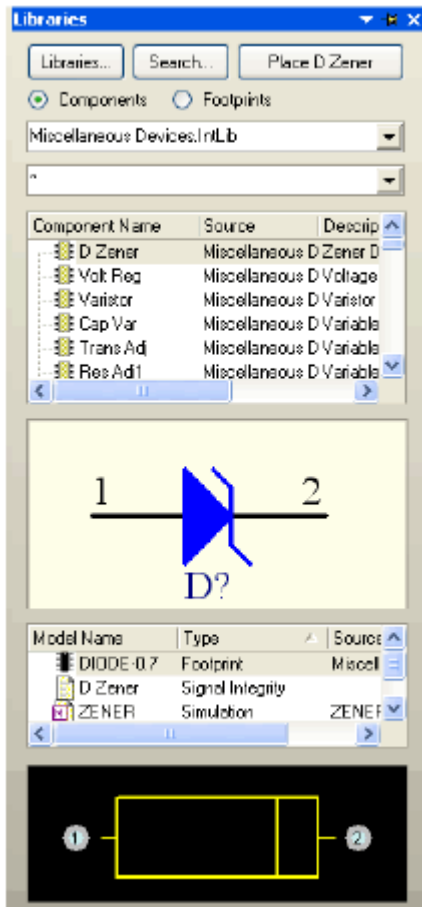 Libraries
Libraries... Search... Place D Zener
Components Footprints
Miscellaneous Devices.IntLib
*
Component Name Source Descrip
D Zener Miscellaneous D Zener D
Volt Reg Miscellaneous D Voltage
Varistor Miscellaneous D Varistor
Cap Var Miscellaneous D Variable
Trans Adj Miscellaneous D Variable
Res Adj1 Miscellaneous D Variable
1 2
D?
Model Name Type Source
DIODE-0.7 Footprint Miscell
D Zener Signal Integrity
ZENER Simulation ZENER
1 2